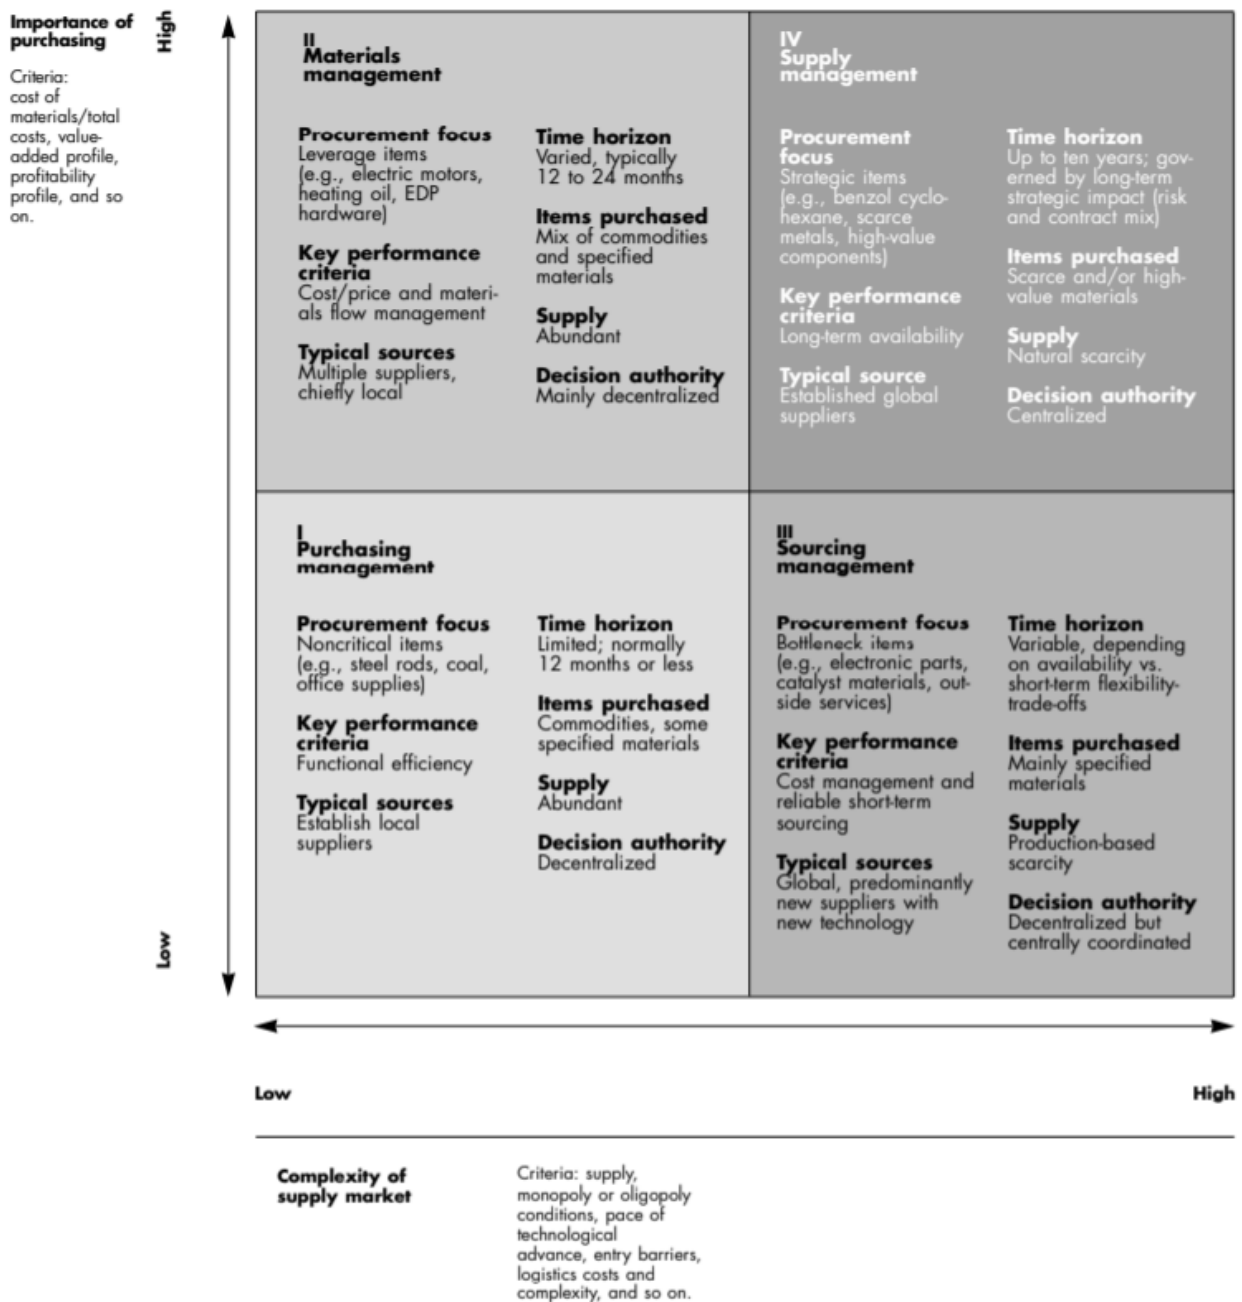 Importance of
purchasing
Criteria:
cost of
materials/total
costs, value-
added profile,
profitability
profile, and so
on.
High
Low
II
Materials
management
Procurement focus
Leverage items
(e.g., electric motors,
heating oil, EDP
hardware)
Key performance
criteria
Cost/price and materi-
als flow management
Typical sources
Multiple suppliers,
chiefly local
Time horizon
Varied, typically
12 to 24 months
Items purchased
Mix of commodities
and specified
materials
Supply
Abundant
Decision authority
Mainly decentralized
IV
Supply
management
Procurement
focus
Strategic items
(e.g., benzol cyclo-
hexane, scarce
metals, high-value
components)
Key performance
criteria
Long-term availability
Typical source
Established global
suppliers
Time horizon
Up to ten years; gov-
erned by long-term
strategic impact (risk
and contract mix)
Items purchased
Scarce and/or high-
value materials
Supply
Natural scarcity
Decision authority
Centralized
I
Purchasing
management
Procurement focus
Noncritical items
(e.g., steel rods, coal,
office supplies)
Key performance
criteria
Functional efficiency
Typical sources
Establish local
suppliers
Time horizon
Limited; normally
12 months or less
Items purchased
Commodities, some
specified materials
Supply
Abundant
Decision authority
Decentralized
III
Sourcing
management
Procurement focus
Bottleneck items
(e.g., electronic parts,
catalyst materials, out-
side services)
Key performance
criteria
Cost management and
reliable short-term
sourcing
Typical sources
Global, predominantly
new suppliers with
new technology
Time horizon
Variable, depending
on availability vs.
short-term flexibility-
trade-offs
Items purchased
Mainly specified
materials
Supply
Production-based
scarcity
Decision authority
Decentralized but
centrally coordinated
Low
High
Complexity of
supply market
Criteria: supply,
monopoly or oligopoly
conditions, pace of
technological
advance, entry barriers,
logistics costs and
complexity, and so on.